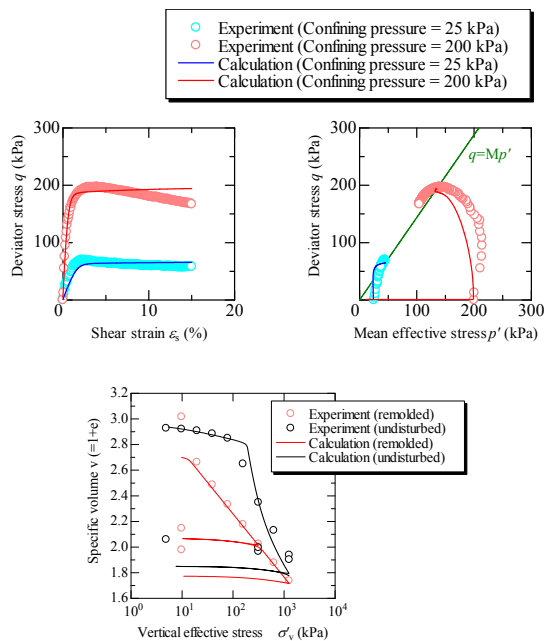 Experiment (Confining pressure = 25 kPa)
Experiment (Confining pressure = 200 kPa)
Calculation (Confining pressure = 25 kPa)
Calculation (Confining pressure = 200 kPa)
Deviator stress q (kPa)
300
200
100
0
0 10 20
Shear strain εs (%)
Deviator stress q (kPa)
300
200
100
0
0 100 200 300
q=Mp'
Mean effective stress p' (kPa)
Specific volume v (=1+e)
3.2
3.0
2.8
2.6
2.4
2.2
2.0
1.8
1.6
10⁰ 10¹ 10² 10³ 10⁴
Experiment (remolded)
Experiment (undisturbed)
Calculation (remolded)
Calculation (undisturbed)
Vertical effective stress σ'v (kPa)